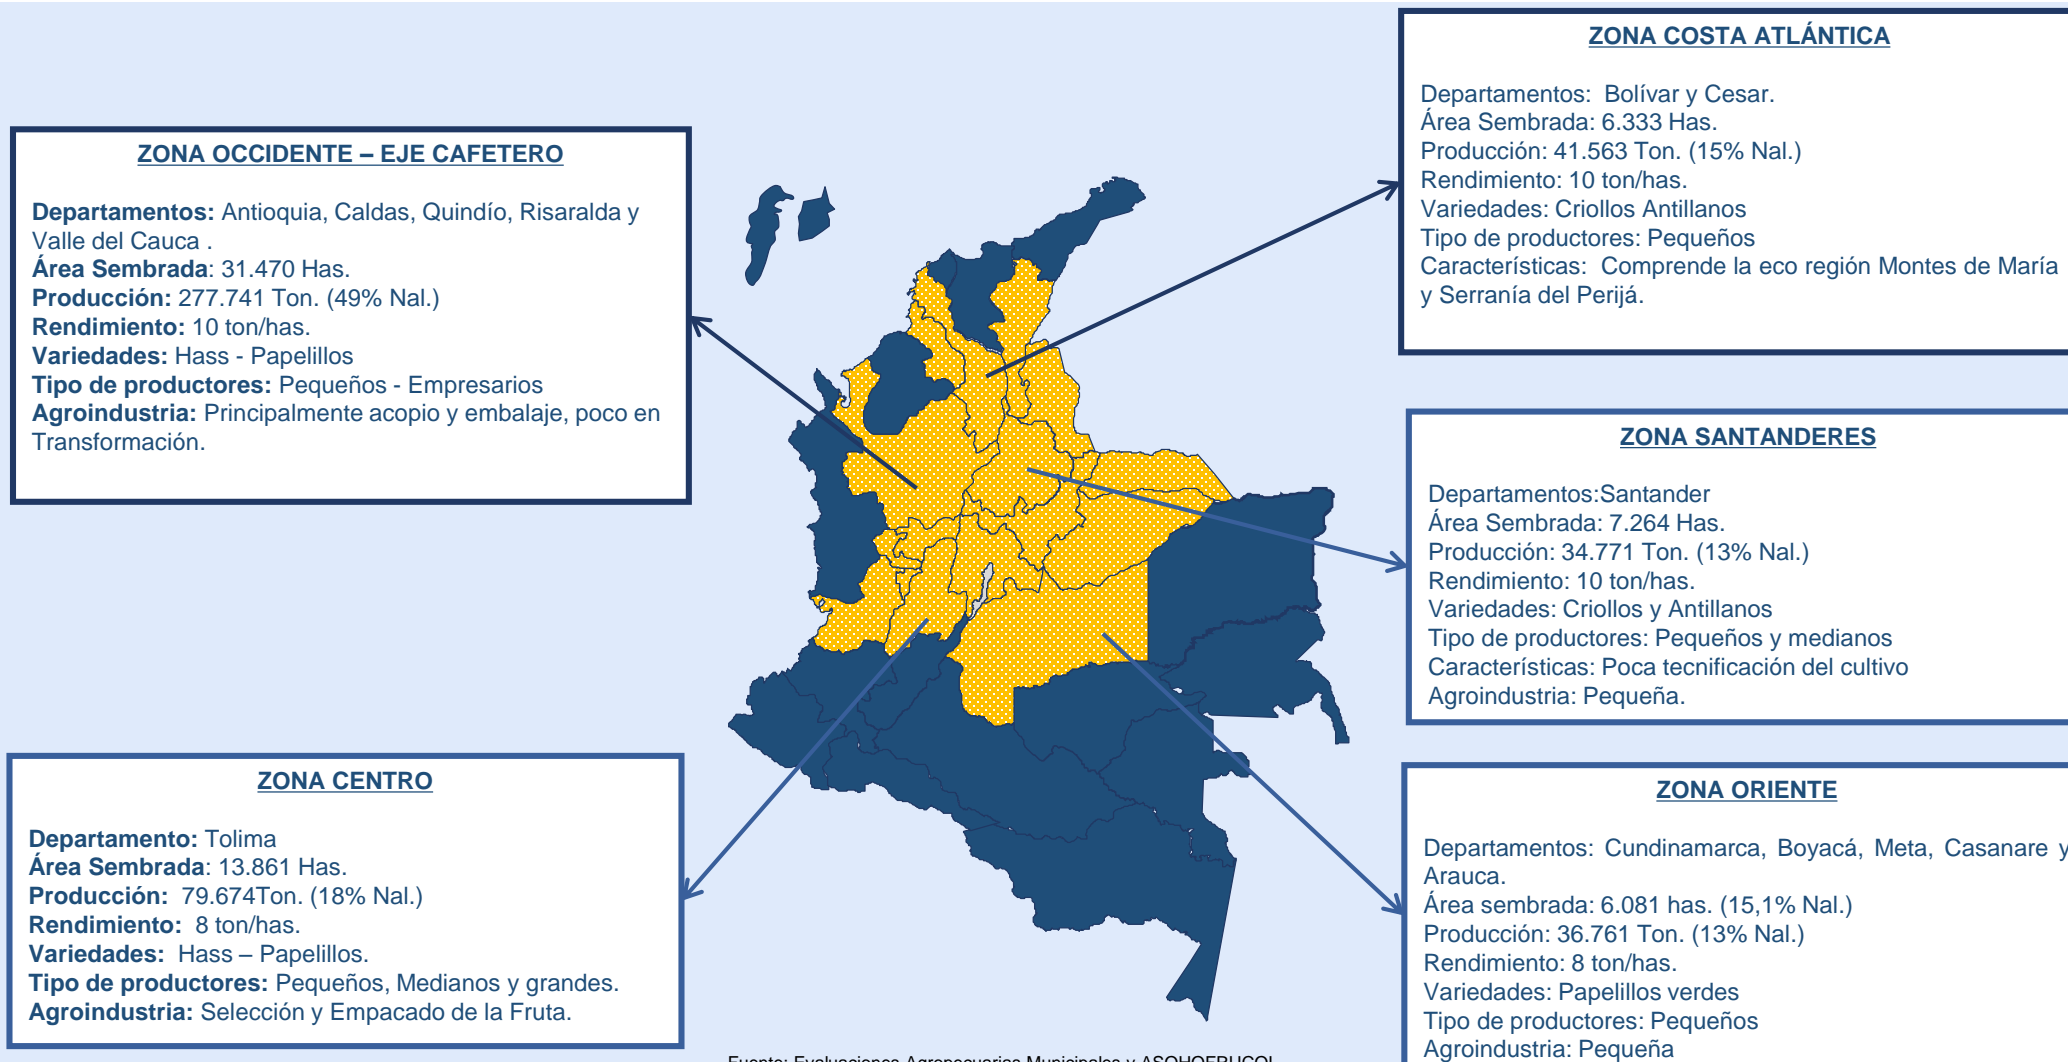 ZONA COSTA ATLÁNTICA
Departamentos: Bolívar y Cesar.
Área Sembrada: 6.333 Has.
Producción: 41.563 Ton. (15% Nal.)
Rendimiento: 10 ton/has.
Variedades: Criollos Antillanos
Tipo de productores: Pequeños
Características: Comprende la eco región Montes de María
y Serranía del Perijá.
ZONA OCCIDENTE – EJE CAFETERO
Departamentos: Antioquia, Caldas, Quindío, Risaralda y
Valle del Cauca .
Área Sembrada: 31.470 Has.
Producción: 277.741 Ton. (49% Nal.)
Rendimiento: 10 ton/has.
Variedades: Hass - Papelillos
Tipo de productores: Pequeños - Empresarios
Agroindustria: Principalmente acopio y embalaje, poco en
Transformación.
ZONA SANTANDERES
Departamentos:Santander
Área Sembrada: 7.264 Has.
Producción: 34.771 Ton. (13% Nal.)
Rendimiento: 10 ton/has.
Variedades: Criollos y Antillanos
Tipo de productores: Pequeños y medianos
Características: Poca tecnificación del cultivo
Agroindustria: Pequeña.
ZONA CENTRO
Departamento: Tolima
Área Sembrada: 13.861 Has.
Producción: 79.674Ton. (18% Nal.)
Rendimiento: 8 ton/has.
Variedades: Hass – Papelillos.
Tipo de productores: Pequeños, Medianos y grandes.
Agroindustria: Selección y Empacado de la Fruta.
ZONA ORIENTE
Departamentos: Cundinamarca, Boyacá, Meta, Casanare y
Arauca.
Área sembrada: 6.081 has. (15,1% Nal.)
Producción: 36.761 Ton. (13% Nal.)
Rendimiento: 8 ton/has.
Variedades: Papelillos verdes
Tipo de productores: Pequeños
Agroindustria: Pequeña
Fuente: Evaluaciones Agropecuarias Municipales y ASOHOFRUCOL